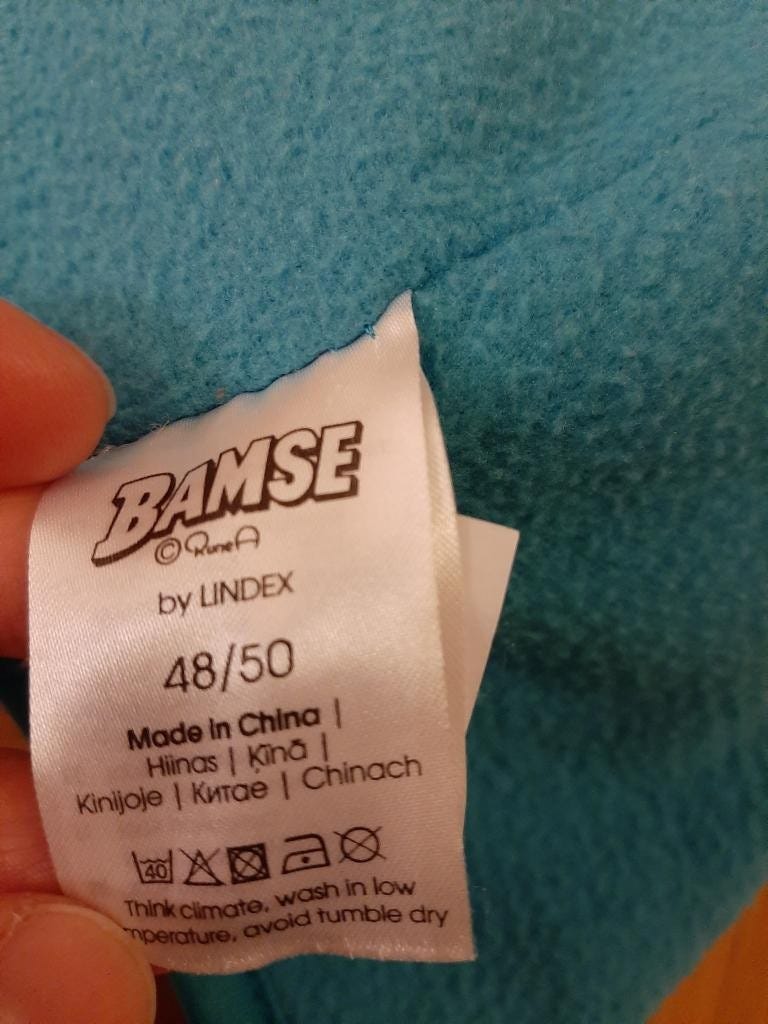 BAMSE
© Rune A
by LINDEX
48/50
Made in China |
Hiinas | Ķīnā |
Kinijoje | Китае | Chinach
40
Think climate, wash in low
mperature, avoid tumble dry